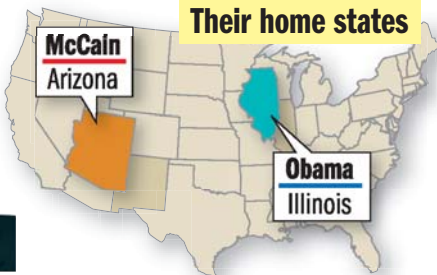 Their home states
McCain
Arizona
Obama
Illinois